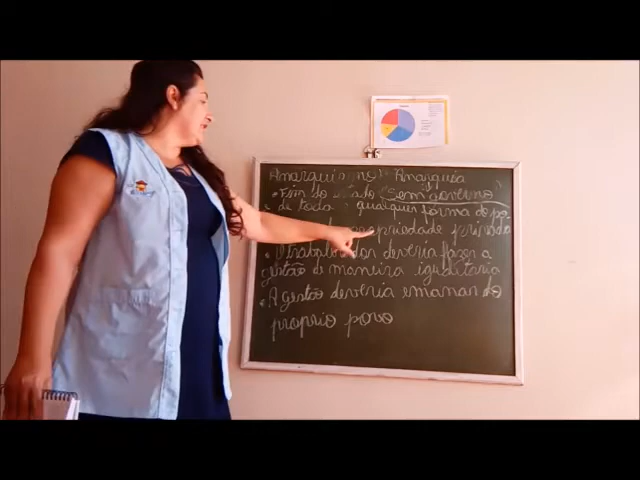 Anarquismo Anarquia
Fim do Estado "Sem governo"
e de toda qualquer forma de po
propriedade privada
O trabalhador deveria fazer a
gestão de maneira igualitária
A gestão deveria emanar do
próprio povo